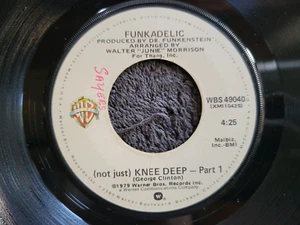 FUNKADELIC
PRODUCED BY DR. FUNKENSTEIN
ARRANGED BY
WALTER "JUNIE" MORRISON
For Thang, Inc.
WBS 49040
4:25
Malbiz,
Inc.-BMI
(not just) KNEE DEEP — Part 1
(George Clinton)
©1979 Warner Bros. Records Inc.